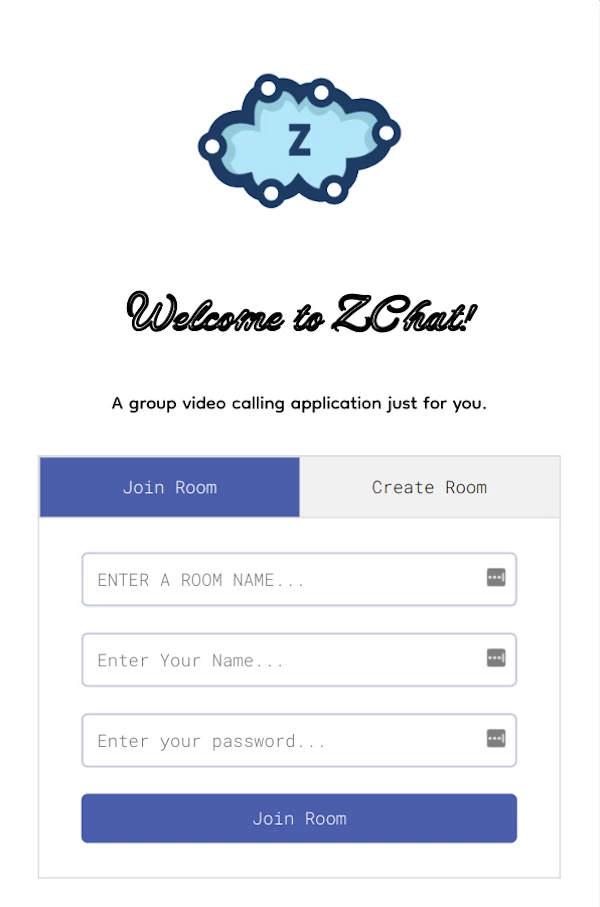 Z
Welcome to ZChat!
A group video calling application just for you.
Join Room
Create Room
ENTER A ROOM NAME...
Enter Your Name...
Enter your password...
Join Room